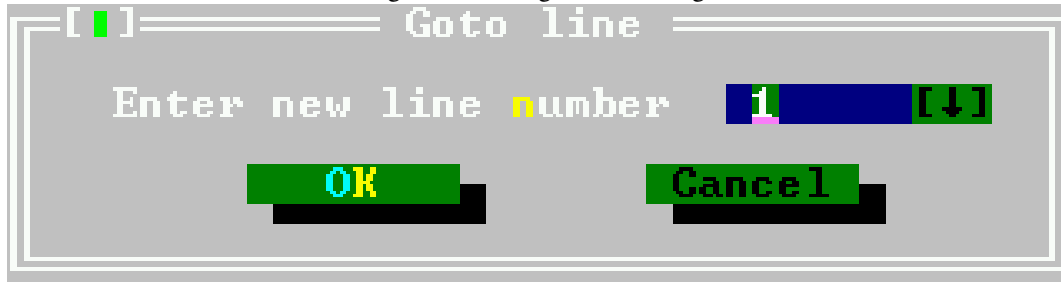 [▮] Goto line
Enter new line number 1 [↓]
OK Cancel